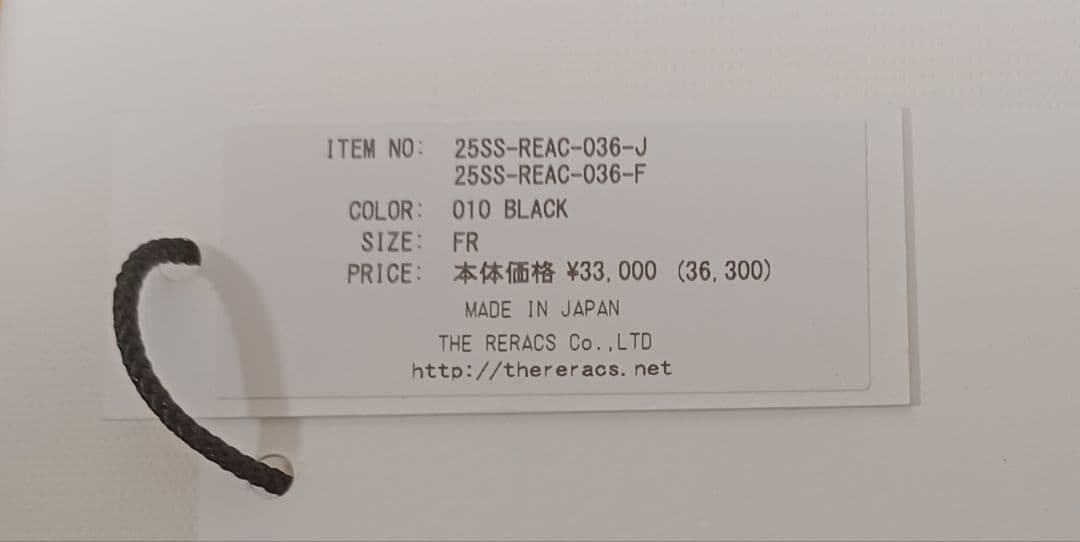 ITEM NO: 25SS-REAC-036-J
25SS-REAC-036-F
COLOR: 010 BLACK
SIZE: FR
PRICE: 本体価格 ¥33,000 (36,300)
MADE IN JAPAN
THE RERACS Co.,LTD
http://thereracs.net